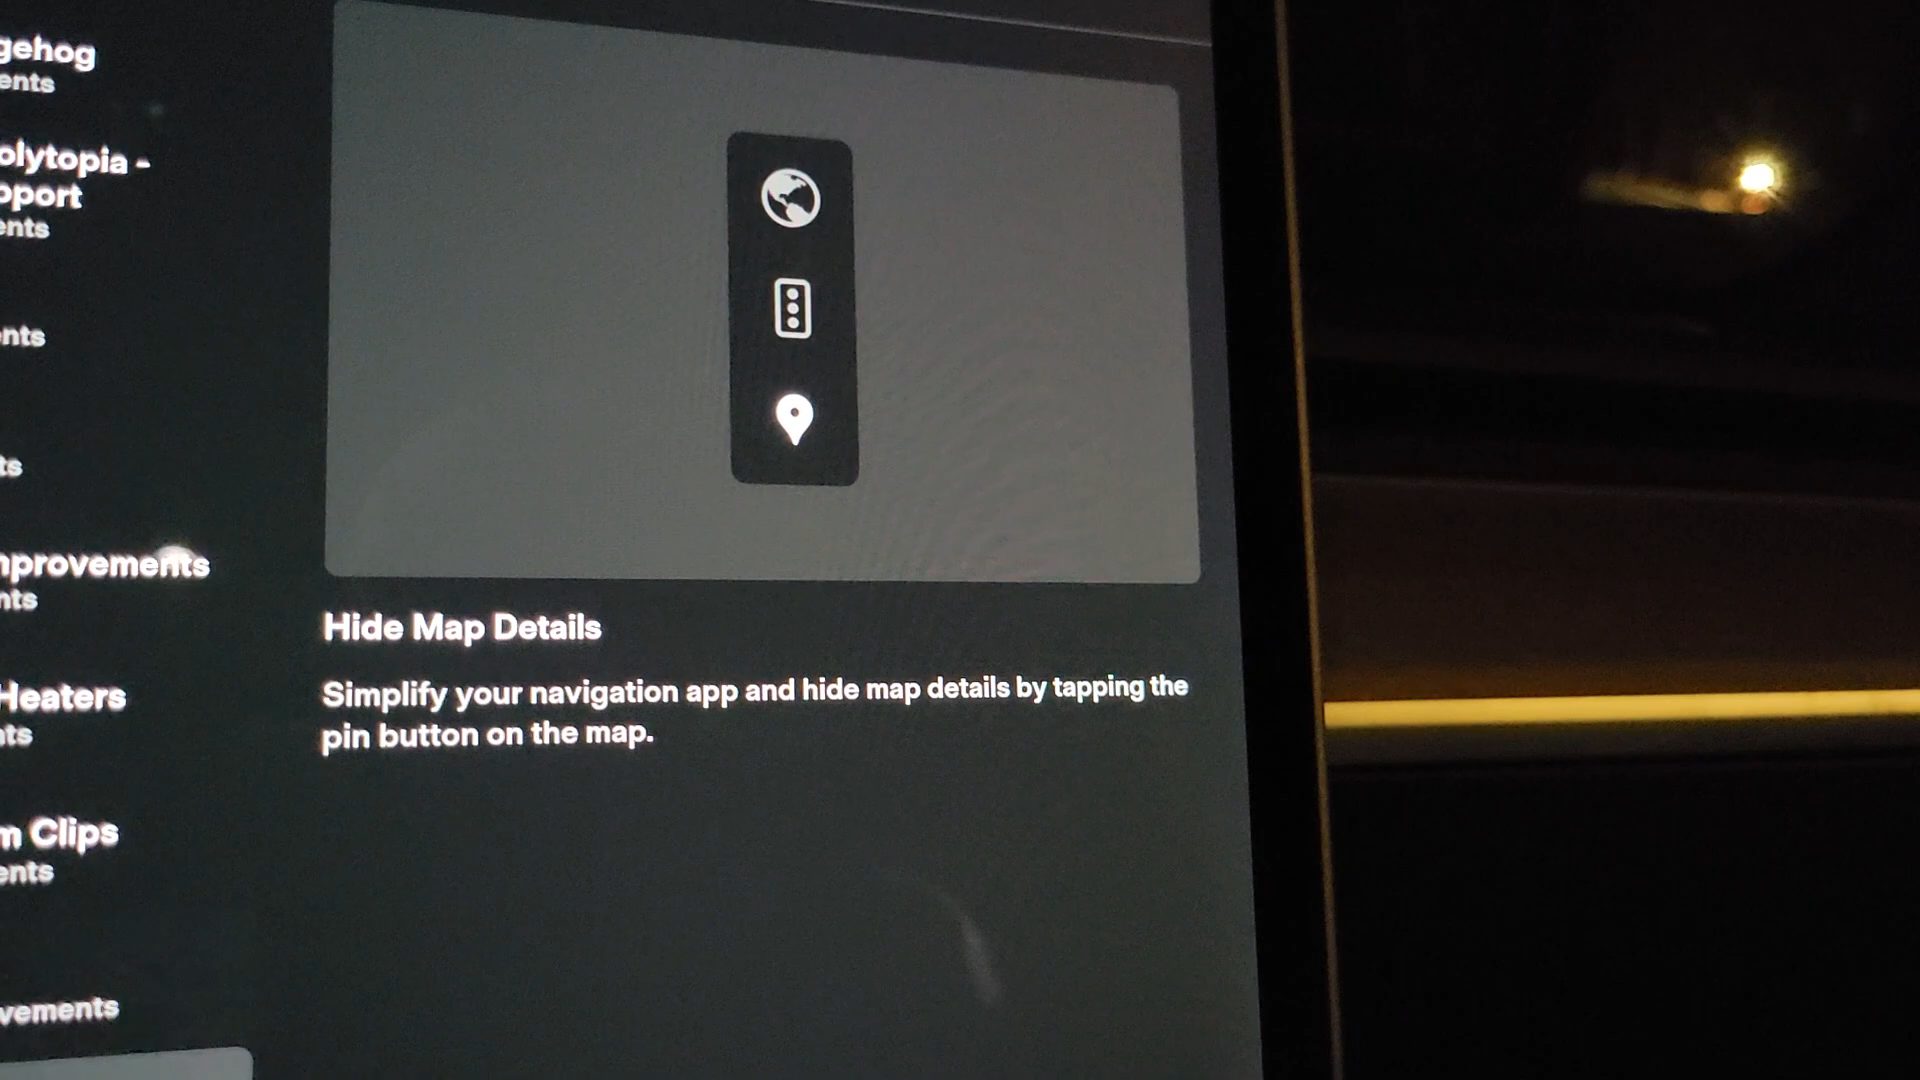 gehog
ents
olytopia -
pport
ents
nts
ts
nprovements
nts
Heaters
nts
m Clips
ents
vements
Hide Map Details
Simplify your navigation app and hide map details by tapping the
pin button on the map.